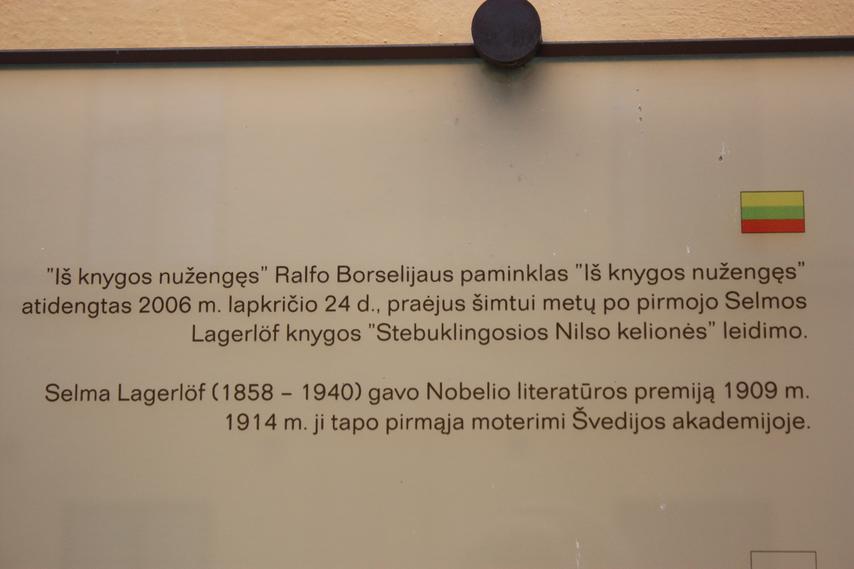 "Iš knygos nužengęs" Ralfo Borselijaus paminklas "Iš knygos nužengęs"
atidengtas 2006 m. lapkričio 24 d., praėjus šimtui metų po pirmojo Selmos
Lagerlöf knygos "Stebuklingosios Nilso kelionės" leidimo.
Selma Lagerlöf (1858 – 1940) gavo Nobelio literatūros premiją 1909 m.
1914 m. ji tapo pirmąja moterimi Švedijos akademijoje.